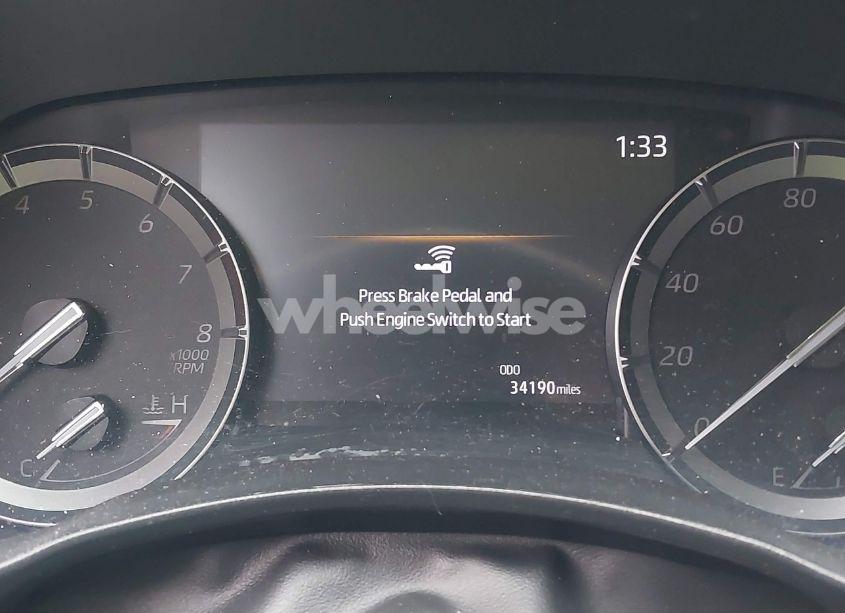 1:33
4
5
6
7
8
x1000
RPM
H
C
Press Brake Pedal and
Push Engine Switch to Start
wheelwise
ODO
34190 miles
80
60
40
20
0
E